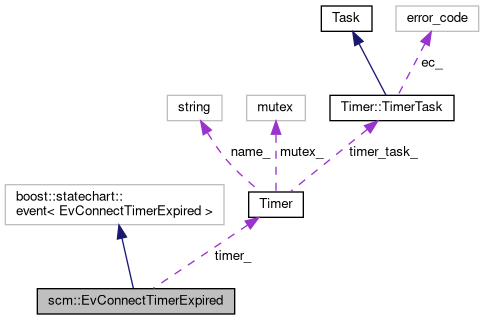 Task
error_code
ec_
string
mutex
Timer::TimerTask
name_
mutex_
timer_task_
boost::statechart::
event< EvConnectTimerExpired >
Timer
timer_
scm::EvConnectTimerExpired